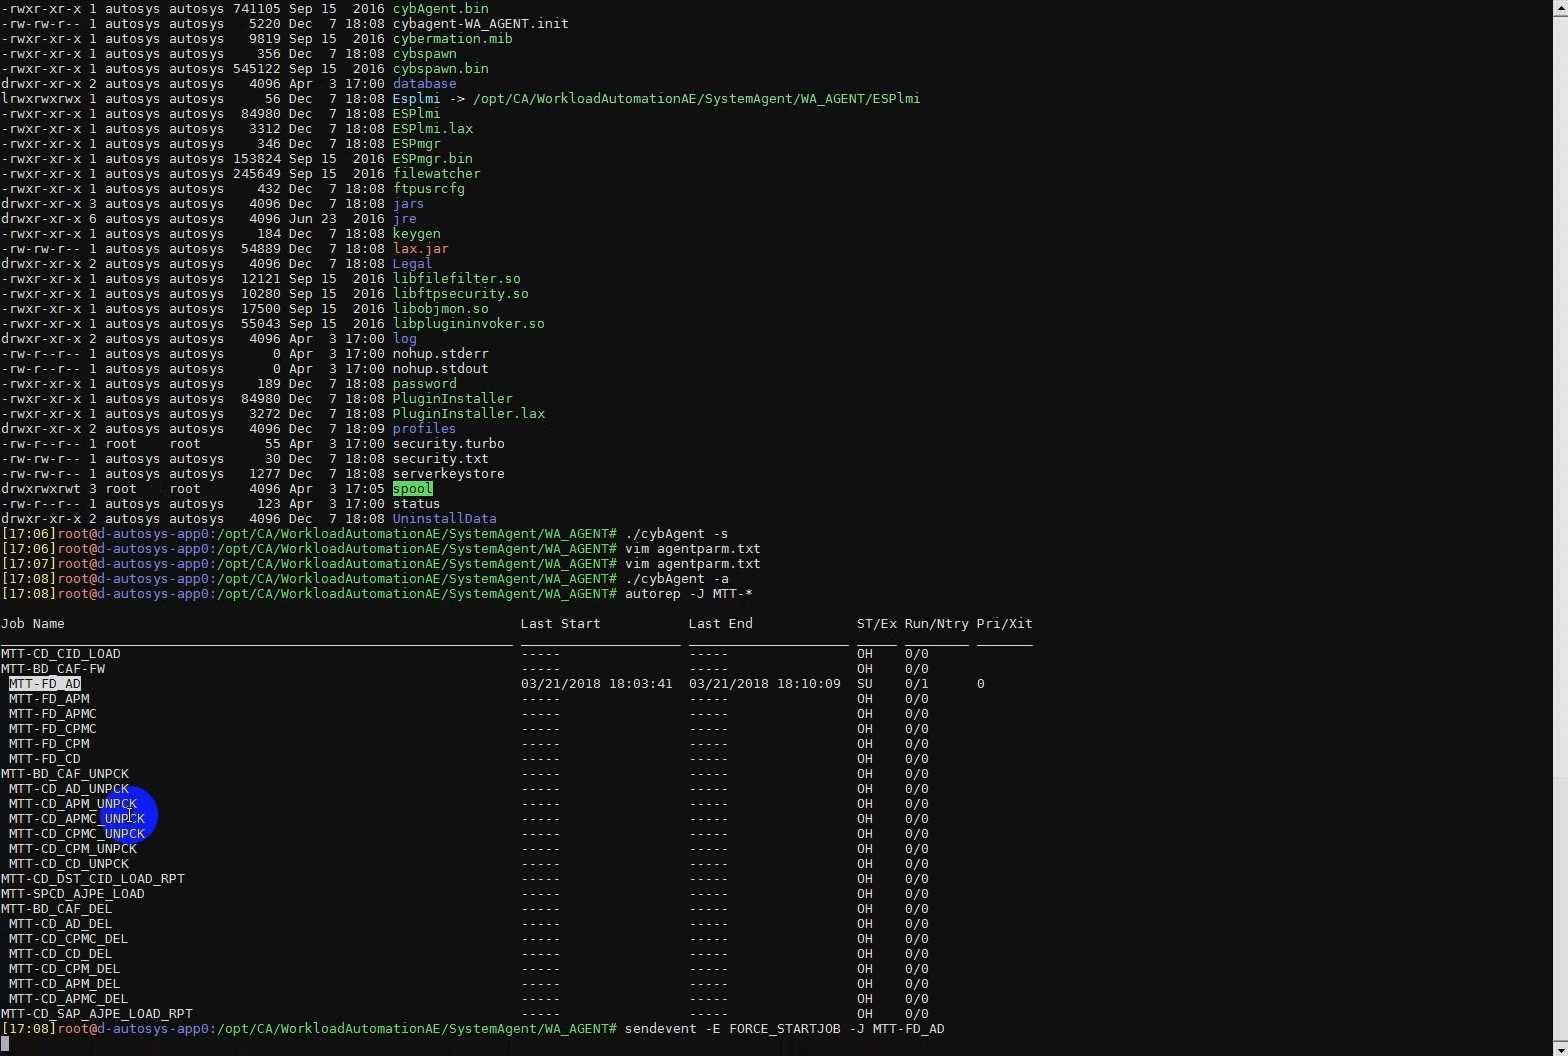 -rwxr-xr-x 1 autosys autosys 741105 Sep 15  2016 cybAgent.bin
-rw-rw-r-- 1 autosys autosys   5220 Dec  7 18:08 cybagent-WA_AGENT.init
-rwxr-xr-x 1 autosys autosys   9819 Sep 15  2016 cybermation.mib
-rwxr-xr-x 1 autosys autosys    356 Dec  7 18:08 cybspawn
-rwxr-xr-x 1 autosys autosys 545122 Sep 15  2016 cybspawn.bin
drwxr-xr-x 2 autosys autosys   4096 Apr  3 17:00 database
lrwxrwxrwx 1 autosys autosys     56 Dec  7 18:08 Esplmi -> /opt/CA/WorkloadAutomationAE/SystemAgent/WA_AGENT/ESPlmi
-rwxr-xr-x 1 autosys autosys  84980 Dec  7 18:08 ESPlmi
-rwxr-xr-x 1 autosys autosys   3312 Dec  7 18:08 ESPlmi.lax
-rwxr-xr-x 1 autosys autosys    346 Dec  7 18:08 ESPmgr
-rwxr-xr-x 1 autosys autosys 153824 Sep 15  2016 ESPmgr.bin
-rwxr-xr-x 1 autosys autosys 245649 Sep 15  2016 filewatcher
-rwxr-xr-x 1 autosys autosys    432 Dec  7 18:08 ftpusrcfg
drwxr-xr-x 3 autosys autosys   4096 Dec  7 18:08 jars
drwxr-xr-x 6 autosys autosys   4096 Jun 23  2016 jre
-rwxr-xr-x 1 autosys autosys    184 Dec  7 18:08 keygen
-rw-rw-r-- 1 autosys autosys  54889 Dec  7 18:08 lax.jar
drwxr-xr-x 2 autosys autosys   4096 Dec  7 18:08 Legal
-rwxr-xr-x 1 autosys autosys  12121 Sep 15  2016 libfilefilter.so
-rwxr-xr-x 1 autosys autosys  10280 Sep 15  2016 libftpsecurity.so
-rwxr-xr-x 1 autosys autosys  17500 Sep 15  2016 libobjmon.so
-rwxr-xr-x 1 autosys autosys  55043 Sep 15  2016 libplugininvoker.so
drwxr-xr-x 2 autosys autosys   4096 Apr  3 17:00 log
-rw-r--r-- 1 autosys autosys      0 Apr  3 17:00 nohup.stderr
-rw-r--r-- 1 autosys autosys      0 Apr  3 17:00 nohup.stdout
-rwxr-xr-x 1 autosys autosys    189 Dec  7 18:08 password
-rwxr-xr-x 1 autosys autosys  84980 Dec  7 18:08 PluginInstaller
-rwxr-xr-x 1 autosys autosys   3272 Dec  7 18:08 PluginInstaller.lax
drwxr-xr-x 2 autosys autosys   4096 Dec  7 18:09 profiles
-rw-r--r-- 1 root    root        55 Apr  3 17:00 security.turbo
-rw-rw-r-- 1 autosys autosys     30 Dec  7 18:08 security.txt
-rw-rw-r-- 1 autosys autosys   1277 Dec  7 18:08 serverkeystore
drwxrwxrwt 3 root    root      4096 Apr  3 17:05 spool
-rw-r--r-- 1 autosys autosys    123 Apr  3 17:00 status
drwxr-xr-x 2 autosys autosys   4096 Dec  7 18:08 UninstallData
[17:06]root@d-autosys-app0:/opt/CA/WorkloadAutomationAE/SystemAgent/WA_AGENT# ./cybAgent -s
[17:06]root@d-autosys-app0:/opt/CA/WorkloadAutomationAE/SystemAgent/WA_AGENT# vim agentparm.txt
[17:07]root@d-autosys-app0:/opt/CA/WorkloadAutomationAE/SystemAgent/WA_AGENT# vim agentparm.txt
[17:08]root@d-autosys-app0:/opt/CA/WorkloadAutomationAE/SystemAgent/WA_AGENT# ./cybAgent -a
[17:08]root@d-autosys-app0:/opt/CA/WorkloadAutomationAE/SystemAgent/WA_AGENT# autorep -J MTT-*
Job Name Last Start Last End ST/Ex Run/Ntry Pri/Xit
MTT-CD_CID_LOAD ----- ----- OH 0/0
MTT-BD_CAF-FW ----- ----- OH 0/0
MTT-FD_AD 03/21/2018 18:03:41 03/21/2018 18:10:09 SU 0/1 0
MTT-FD_APM ----- ----- OH 0/0
MTT-FD_APMC ----- ----- OH 0/0
MTT-FD_CPMC ----- ----- OH 0/0
MTT-FD_CPM ----- ----- OH 0/0
MTT-FD_CD ----- ----- OH 0/0
MTT-BD_CAF_UNPCK ----- ----- OH 0/0
MTT-CD_AD_UNPCK ----- ----- OH 0/0
MTT-CD_APM_UNPCK ----- ----- OH 0/0
MTT-CD_APMC_UNPCK ----- ----- OH 0/0
MTT-CD_CPMC_UNPCK ----- ----- OH 0/0
MTT-CD_CPM_UNPCK ----- ----- OH 0/0
MTT-CD_CD_UNPCK ----- ----- OH 0/0
MTT-CD_DST_CID_LOAD_RPT ----- ----- OH 0/0
MTT-SPCD_AJPE_LOAD ----- ----- OH 0/0
MTT-BD_CAF_DEL ----- ----- OH 0/0
MTT-CD_AD_DEL ----- ----- OH 0/0
MTT-CD_CPMC_DEL ----- ----- OH 0/0
MTT-CD_CD_DEL ----- ----- OH 0/0
MTT-CD_CPM_DEL ----- ----- OH 0/0
MTT-CD_APM_DEL ----- ----- OH 0/0
MTT-CD_APMC_DEL ----- ----- OH 0/0
MTT-CD_SAP_AJPE_LOAD_RPT ----- ----- OH 0/0
[17:08]root@d-autosys-app0:/opt/CA/WorkloadAutomationAE/SystemAgent/WA_AGENT# sendevent -E FORCE_STARTJOB -J MTT-FD_AD